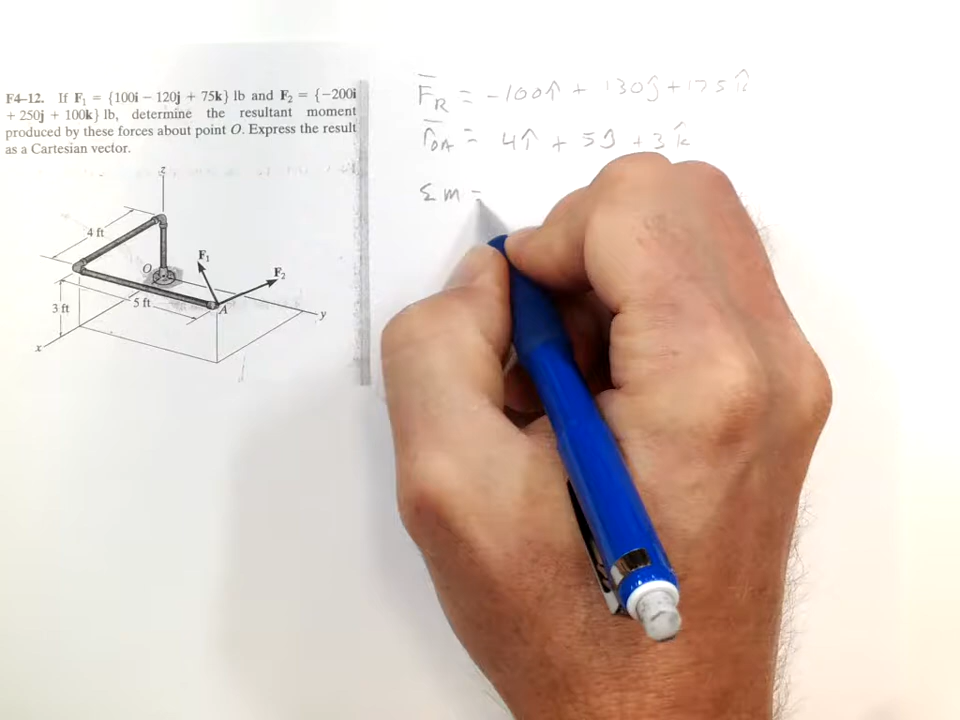 F4–12. If F₁ = {100i − 120j + 75k} lb and F₂ = {−200i
+ 250j + 100k} lb, determine the resultant moment
produced by these forces about point O. Express the result
as a Cartesian vector.
z
4 ft
O
F₁
F₂
3 ft
5 ft
A
y
x
F̄_R = -100î + 130ĵ + 175k̂
r̄_OA = 4î + 5ĵ + 3k̂
Σ M =